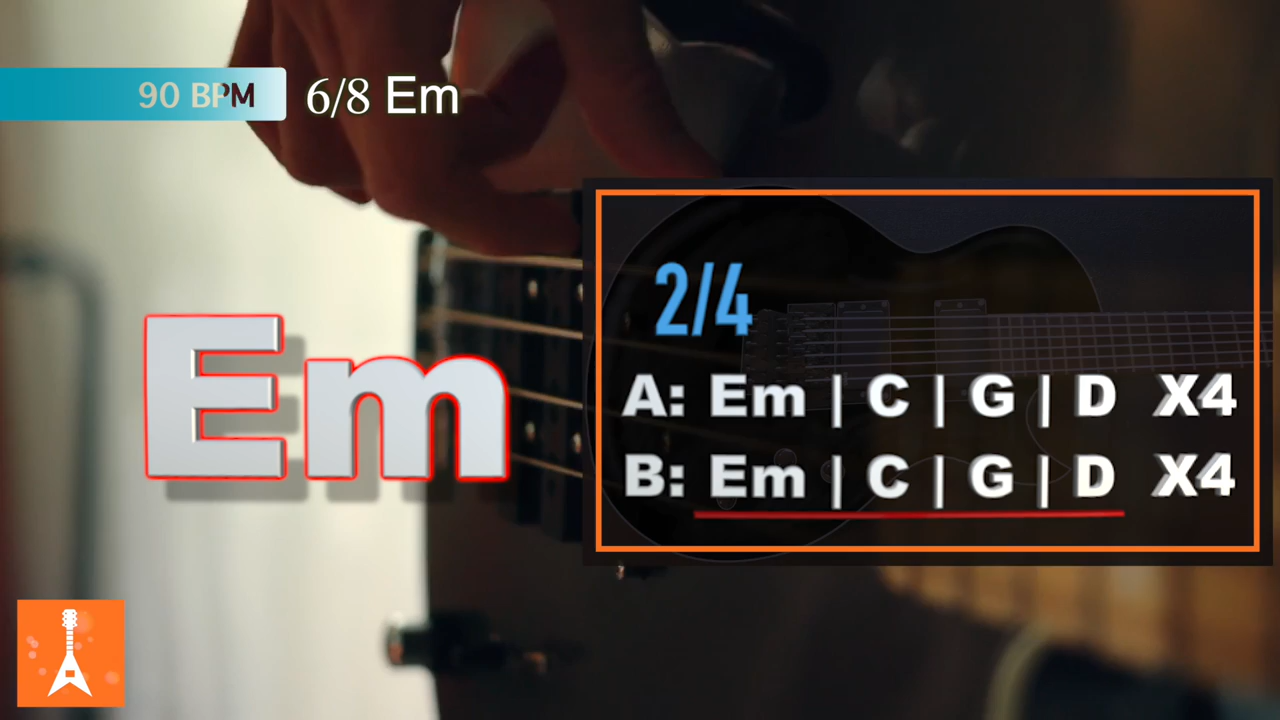 90 BPM 6/8 Em
2/4
Em
A: Em | C | G | D X4
B: Em | C | G | D X4